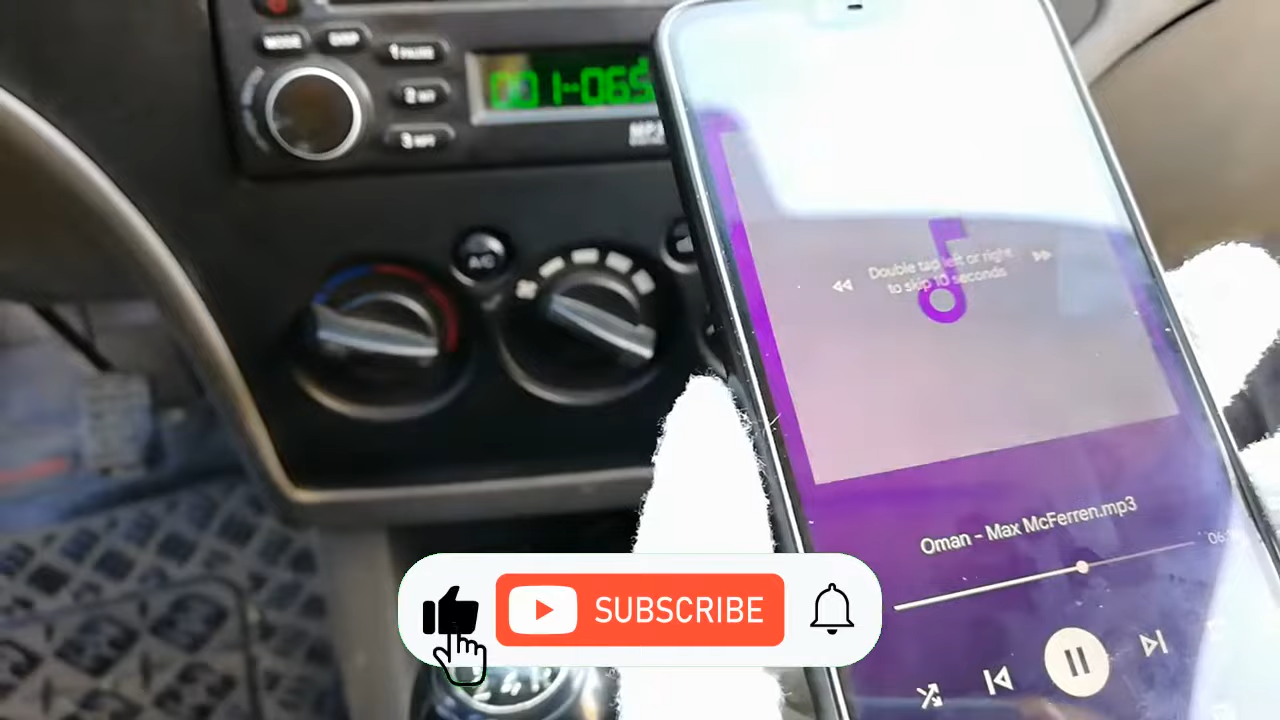 MODE
DISP
1 PAUSE
2 INT
3 RPT
001-065
A/C
Double tap left or right
to skip 10 seconds
Oman - Max McFerren.mp3
SUBSCRIBE